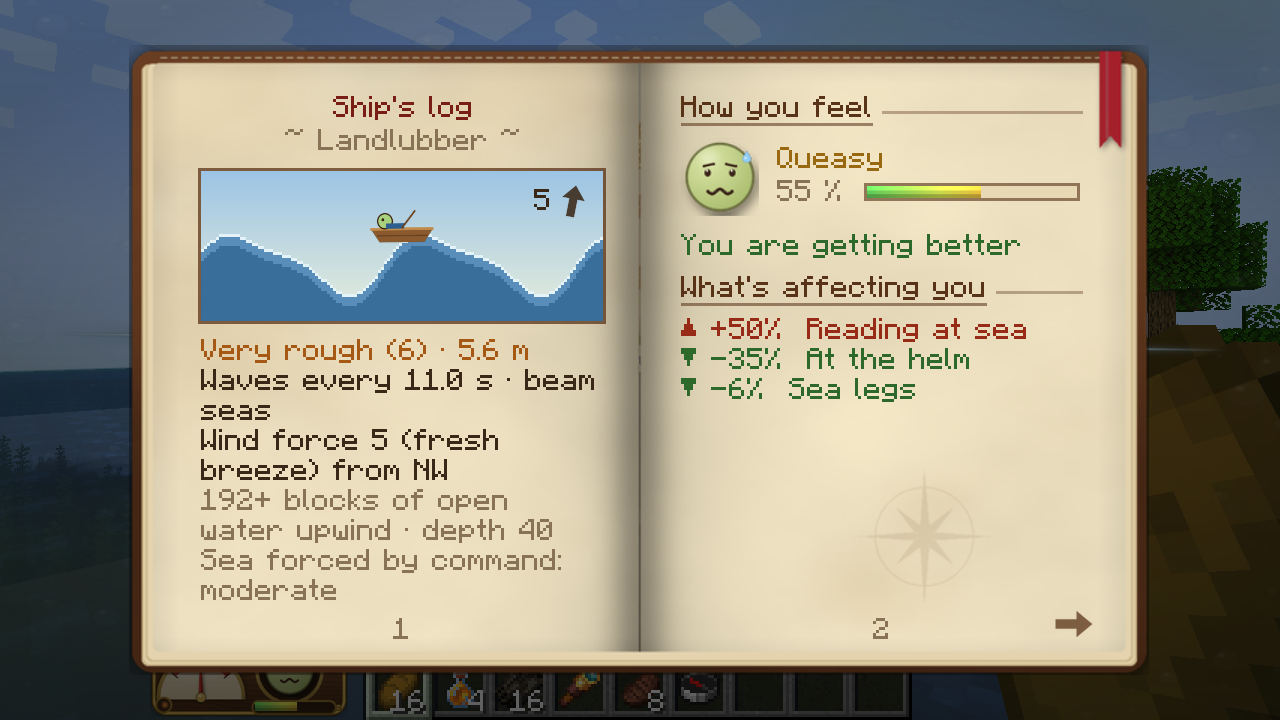 Ship's log
~ Landlubber ~
5
Very rough (6) · 5.6 m
Waves every 11.0 s · beam
seas
Wind force 5 (fresh
breeze) from NW
192+ blocks of open
water upwind · depth 40
Sea forced by command:
moderate
1
How you feel
Queasy
55 %
You are getting better
What's affecting you
+50% Reading at sea
-35% At the helm
-6% Sea legs
2
16 4 16 8